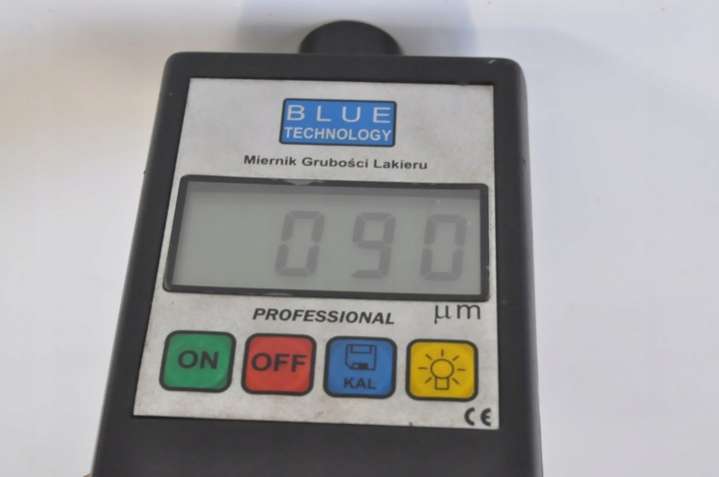 BLUE
TECHNOLOGY
Miernik Grubości Lakieru
090
PROFESSIONAL μm
ON OFF KAL
CE